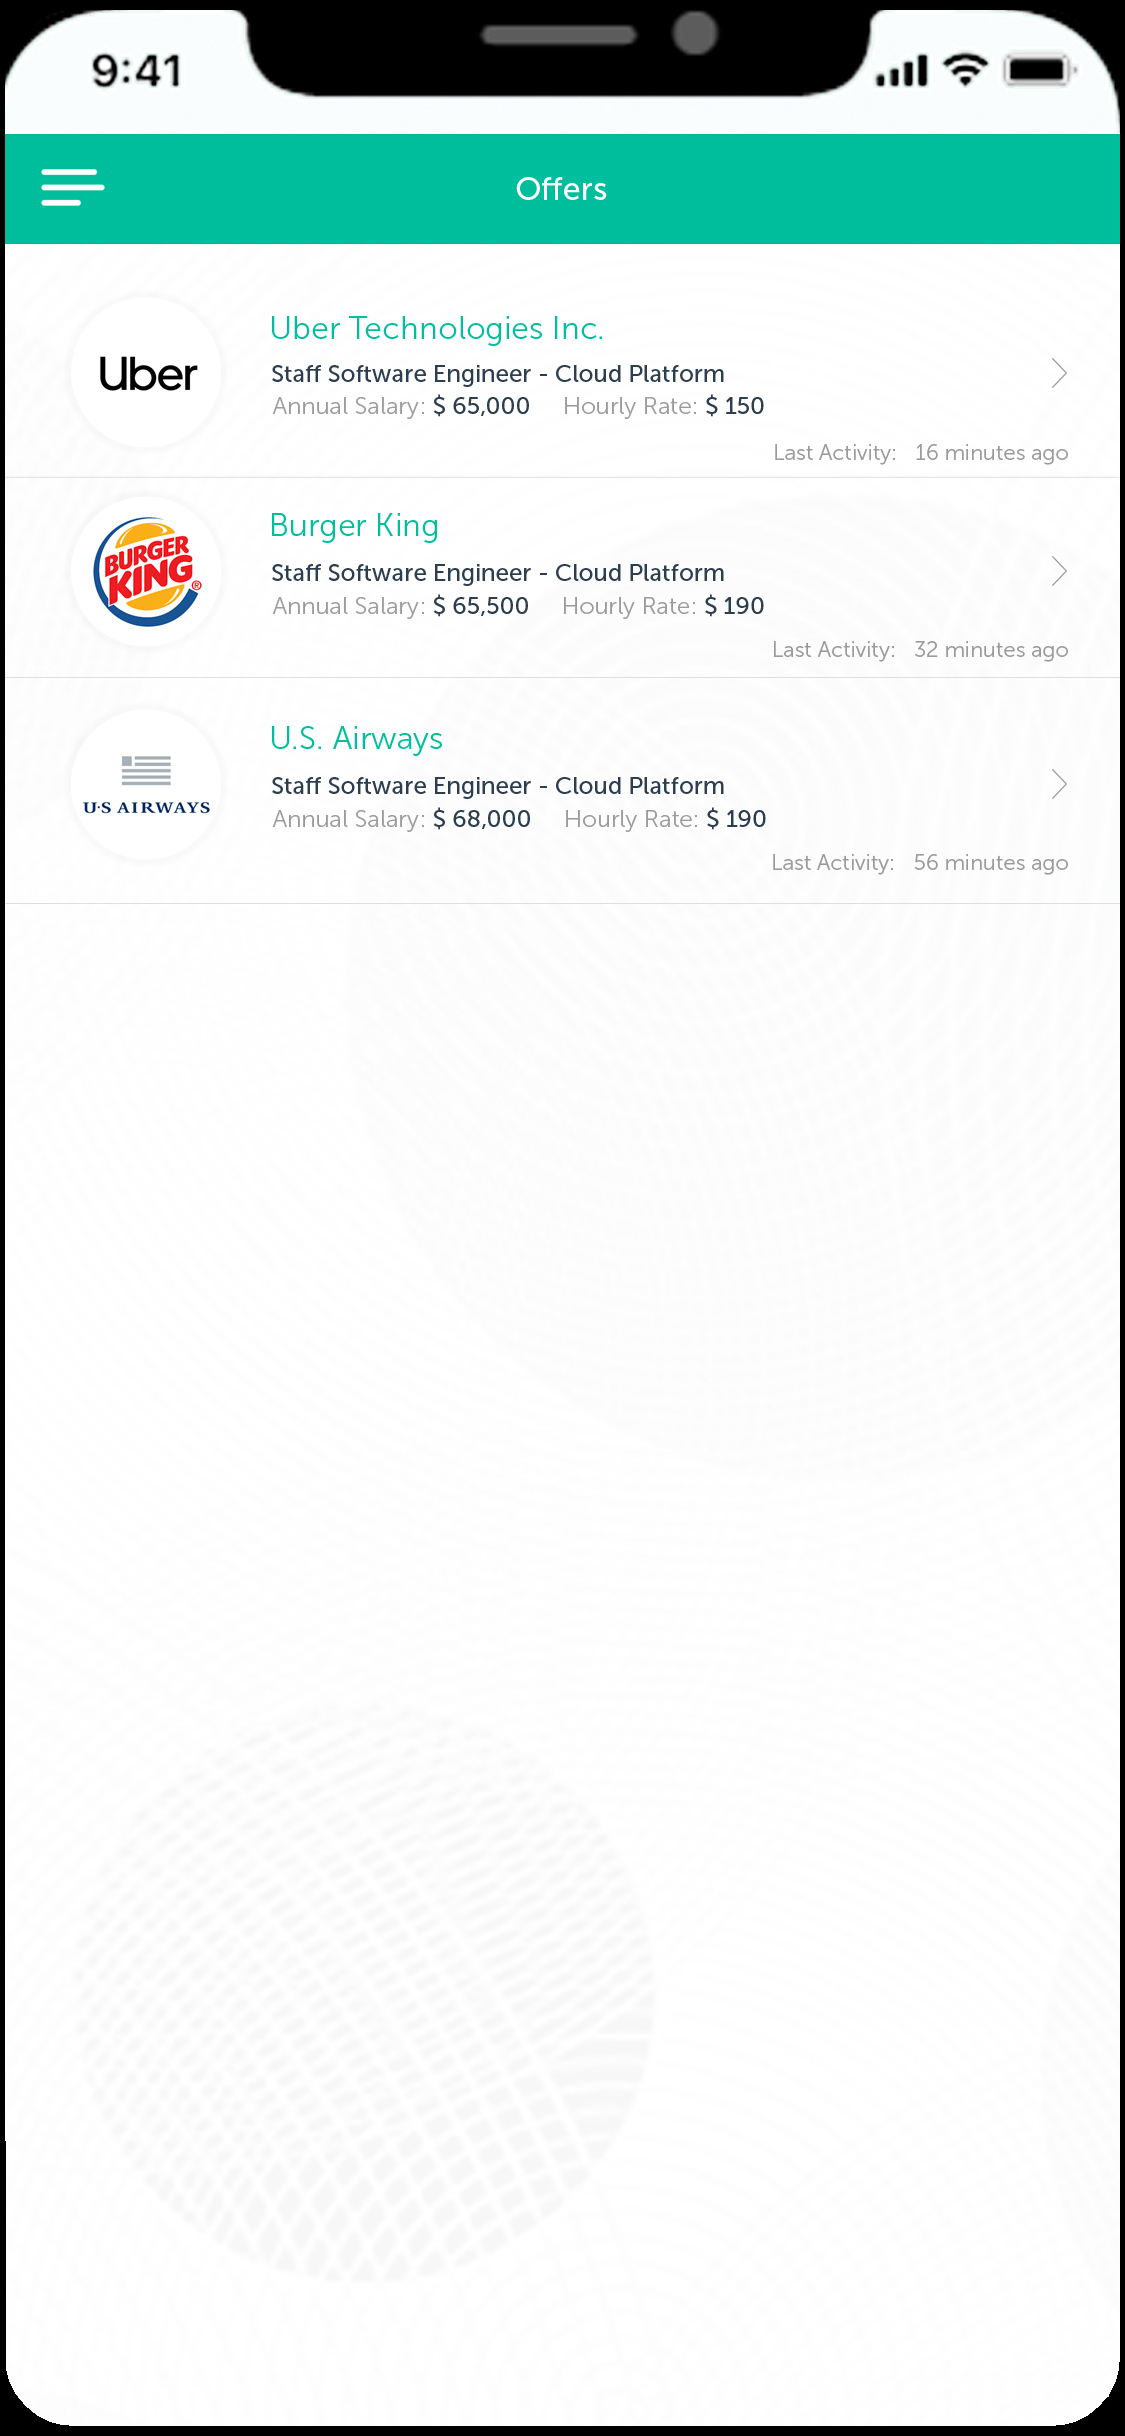 9:41
Offers
Uber
Uber Technologies Inc.
Staff Software Engineer - Cloud Platform
Annual Salary: $ 65,000 Hourly Rate: $ 150
Last Activity: 16 minutes ago
BURGER
KING®
Burger King
Staff Software Engineer - Cloud Platform
Annual Salary: $ 65,500 Hourly Rate: $ 190
Last Activity: 32 minutes ago
U·S AIRWAYS
U.S. Airways
Staff Software Engineer - Cloud Platform
Annual Salary: $ 68,000 Hourly Rate: $ 190
Last Activity: 56 minutes ago